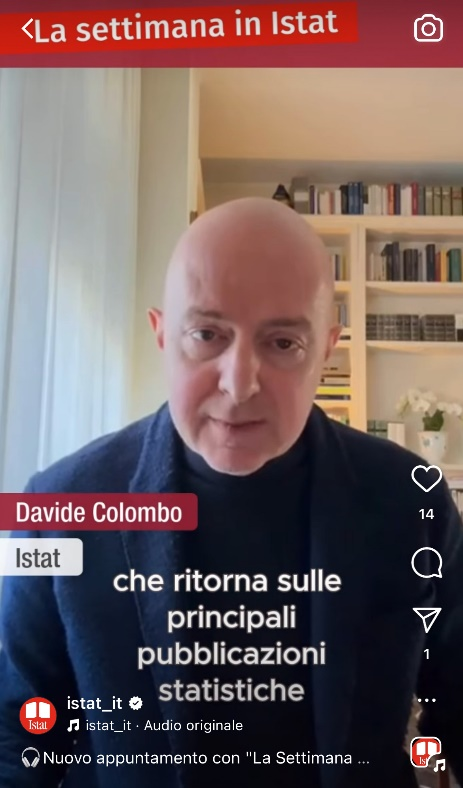 La settimana in Istat
Davide Colombo
Istat
14
che ritorna sulle
principali
pubblicazioni
statistiche
1
istat_it
Istat
istat_it · Audio originale
🎧Nuovo appuntamento con "La Settimana ...